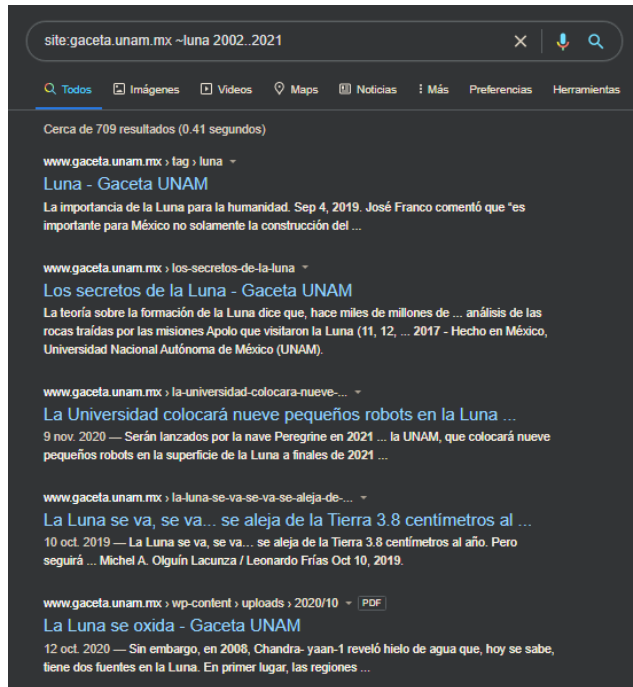 site:gaceta.unam.mx ~luna 2002..2021
Todos Imágenes Videos Maps Noticias Más Preferencias Herramientas
Cerca de 709 resultados (0.41 segundos)
www.gaceta.unam.mx › tag › luna
Luna - Gaceta UNAM
La importancia de la Luna para la humanidad. Sep 4, 2019. José Franco comentó que “es
importante para México no solamente la construcción del ...
www.gaceta.unam.mx › los-secretos-de-la-luna
Los secretos de la Luna - Gaceta UNAM
La teoría sobre la formación de la Luna dice que, hace miles de millones de ... análisis de las
rocas traídas por las misiones Apolo que visitaron la Luna (11, 12, ... 2017 - Hecho en México,
Universidad Nacional Autónoma de México (UNAM).
www.gaceta.unam.mx › la-universidad-colocara-nueve-...
La Universidad colocará nueve pequeños robots en la Luna ...
9 nov. 2020 — Serán lanzados por la nave Peregrine en 2021 ... la UNAM, que colocará nueve
pequeños robots en la superficie de la Luna a finales de 2021 ...
www.gaceta.unam.mx › la-luna-se-va-se-va-se-aleja-de-...
La Luna se va, se va... se aleja de la Tierra 3.8 centímetros al ...
10 oct. 2019 — La Luna se va, se va... se aleja de la Tierra 3.8 centímetros al año. Pero
seguirá ... Michel A. Olguín Lacunza / Leonardo Frías Oct 10, 2019.
www.gaceta.unam.mx › wp-content › uploads › 2020/10 PDF
La Luna se oxida - Gaceta UNAM
12 oct. 2020 — Sin embargo, en 2008, Chandra- yaan-1 reveló hielo de agua que, hoy se sabe,
tiene dos fuentes en la Luna. En primer lugar, las regiones ...